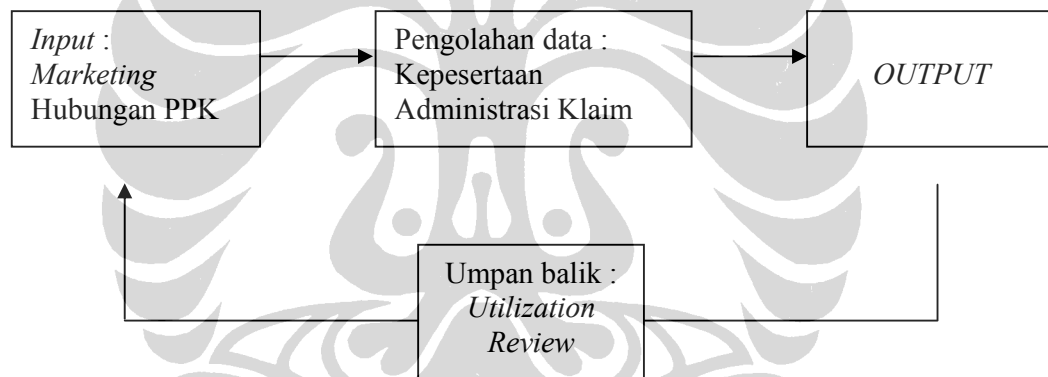 Input :
Marketing
Hubungan PPK
Pengolahan data :
Kepesertaan
Administrasi Klaim
OUTPUT
Umpan balik :
Utilization
Review